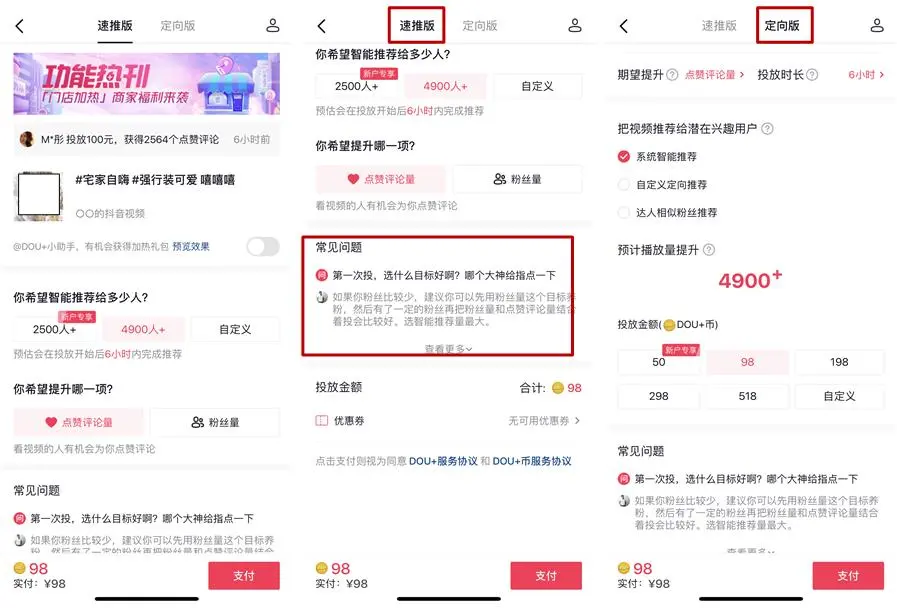 速推版
定向版
功能热刊
「门店加热」商家福利来袭
M*彤 投放100元，获得2564个点赞评论
6小时前
#宅家自嗨 #强行装可爱 嘻嘻嘻
〇〇的抖音视频
@DOU+小助手，有机会获得加热礼包 预览效果
你希望智能推荐给多少人?
新户专享
2500人+
4900人+
自定义
预估会在投放开始后6小时内完成推荐
你希望提升哪一项?
点赞评论量
粉丝量
看视频的人有机会为你点赞评论
常见问题
问
第一次投，选什么目标好啊？哪个大神给指点一下
如果你粉丝比较少，建议你可以先用粉丝量这个目标养
粉，然后有了一定的粉丝再把粉丝量和点赞评论量结合
98
实付：¥98
支付
速推版
定向版
你希望智能推荐给多少人?
新户专享
2500人+
4900人+
自定义
预估会在投放开始后6小时内完成推荐
你希望提升哪一项?
点赞评论量
粉丝量
看视频的人有机会为你点赞评论
常见问题
问
第一次投，选什么目标好啊？哪个大神给指点一下
如果你粉丝比较少，建议你可以先用粉丝量这个目标养
粉，然后有了一定的粉丝再把粉丝量和点赞评论量结合
着投会比较好。选智能推荐量最大。
查看更多
投放金额
合计: 98
优惠券
无可用优惠券
点击支付则视为同意 DOU+服务协议 和 DOU+币服务协议
98
实付：¥98
支付
速推版
定向版
期望提升
点赞评论量
投放时长
6小时
把视频推荐给潜在兴趣用户
系统智能推荐
自定义定向推荐
达人相似粉丝推荐
预计播放量提升
4900+
投放金额(DOU+币)
新户专享
50
98
198
298
518
自定义
常见问题
问
第一次投，选什么目标好啊？哪个大神给指点一下
如果你粉丝比较少，建议你可以先用粉丝量这个目标养
粉，然后有了一定的粉丝再把粉丝量和点赞评论量结合
着投会比较好。选智能推荐量最大。
查看更多
98
实付：¥98
支付